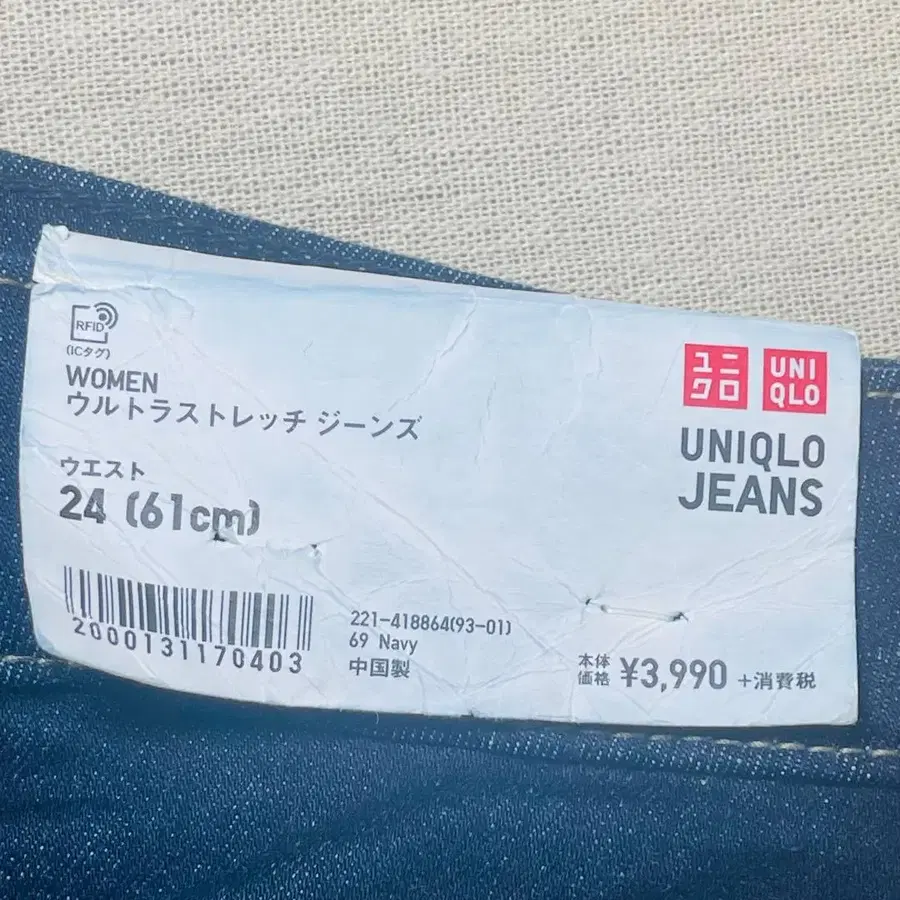 RFID
(ICタグ)
WOMEN
ウルトラストレッチ ジーンズ
ウエスト
24 (61cm)
2000131170403
221-418864(93-01)
69 Navy
中国製
ユニ
クロ
UNI
QLO
UNIQLO
JEANS
本体
価格 ¥3,990 +消費税